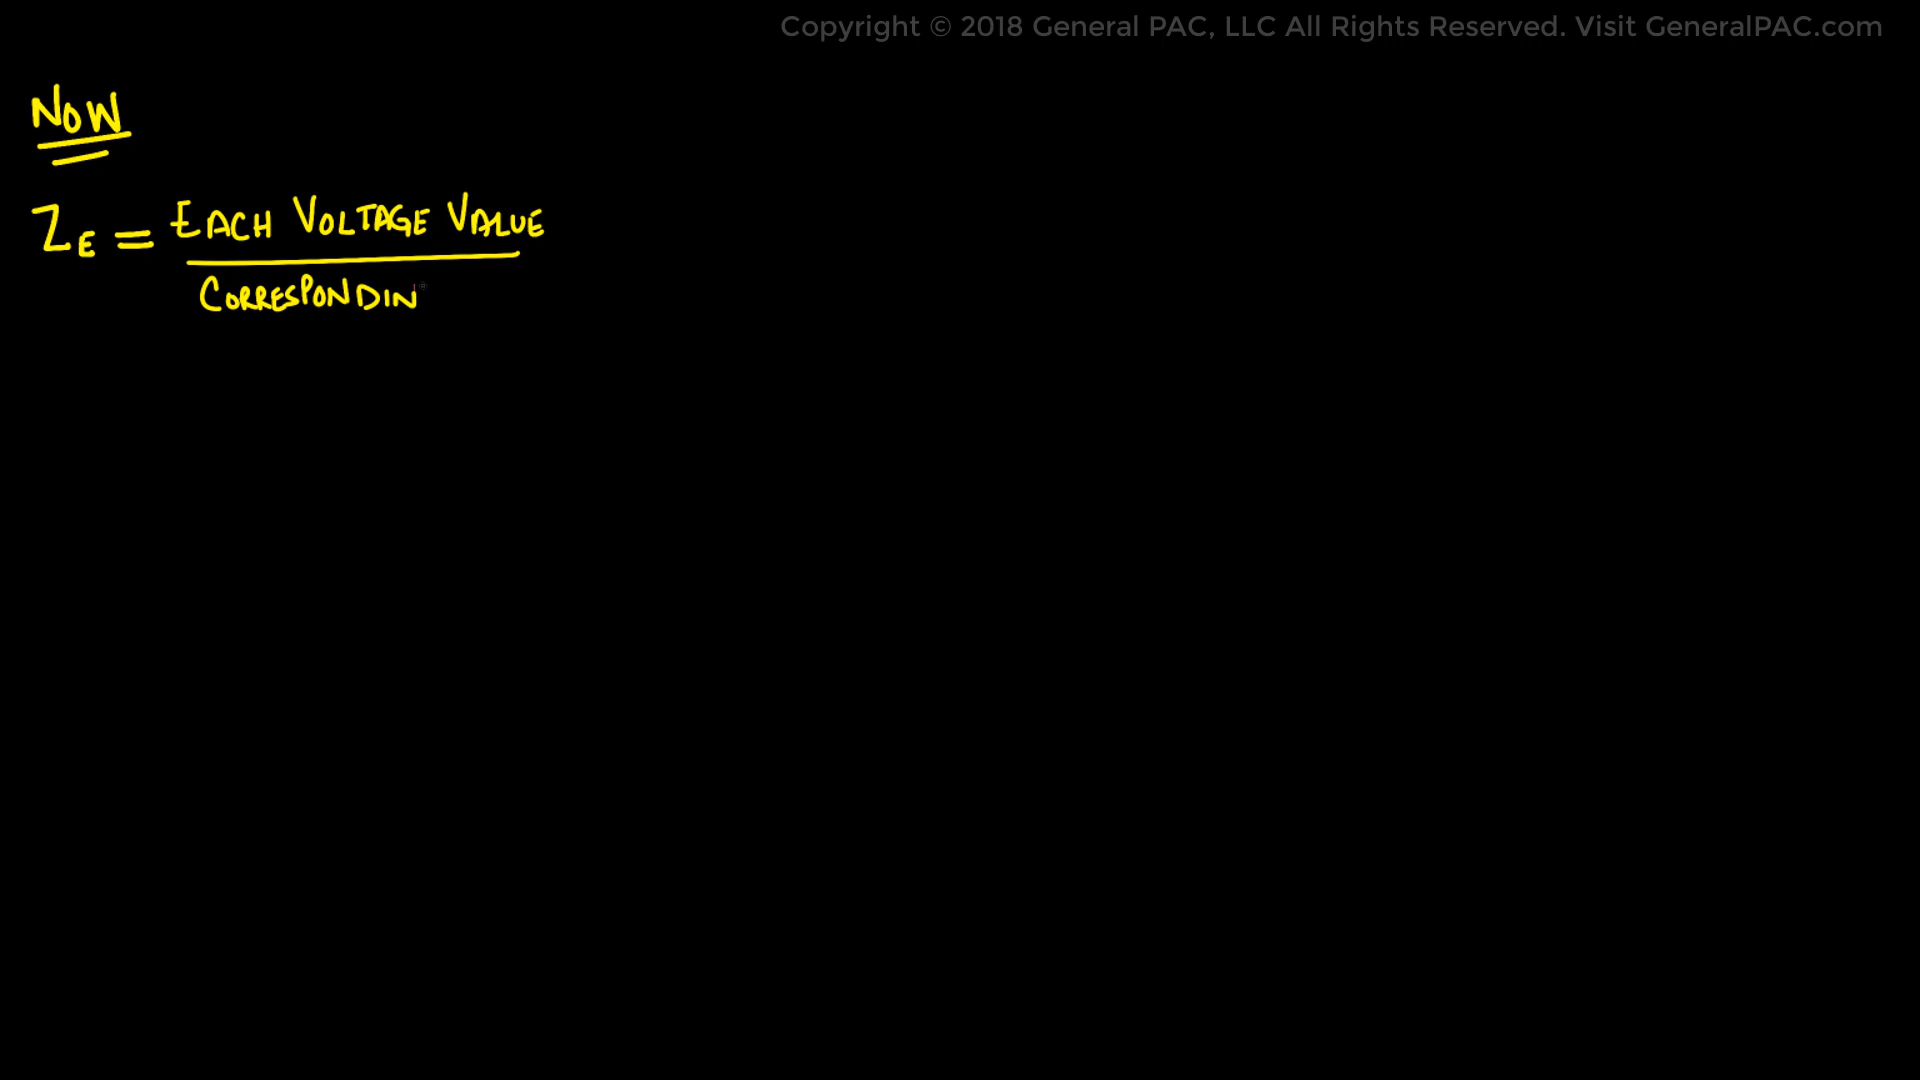 Copyright © 2018 General PAC, LLC All Rights Reserved. Visit GeneralPAC.com
NOW
ZE = EACH VOLTAGE VALUE
CORRESPONDIN